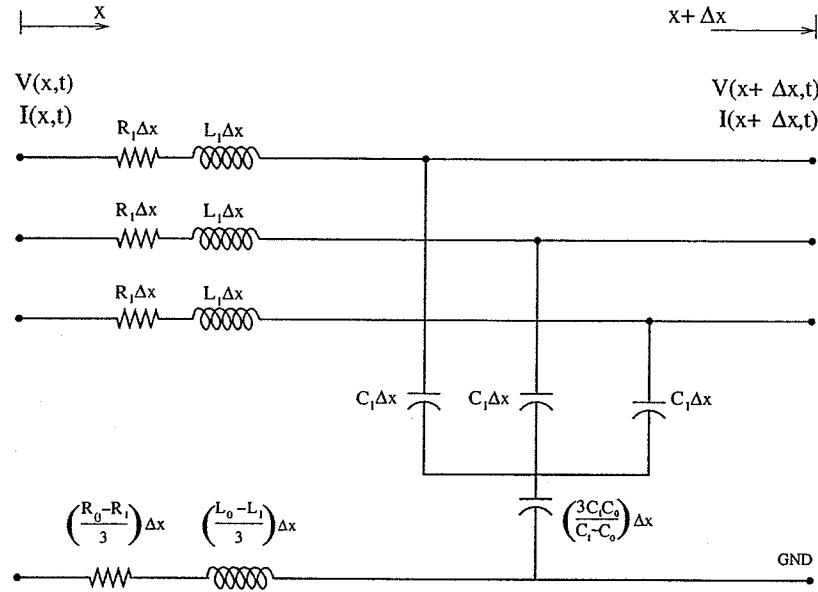 x
x+ Δx
V(x,t)
I(x,t)
V(x+ Δx,t)
I(x+ Δx,t)
R₁Δx
L₁Δx
R₁Δx
L₁Δx
R₁Δx
L₁Δx
C₁Δx
C₁Δx
C₁Δx
(R₀−R₁/3)Δx
(L₀−L₁/3)Δx
(3C₁C₀/C₁−C₀)Δx
GND